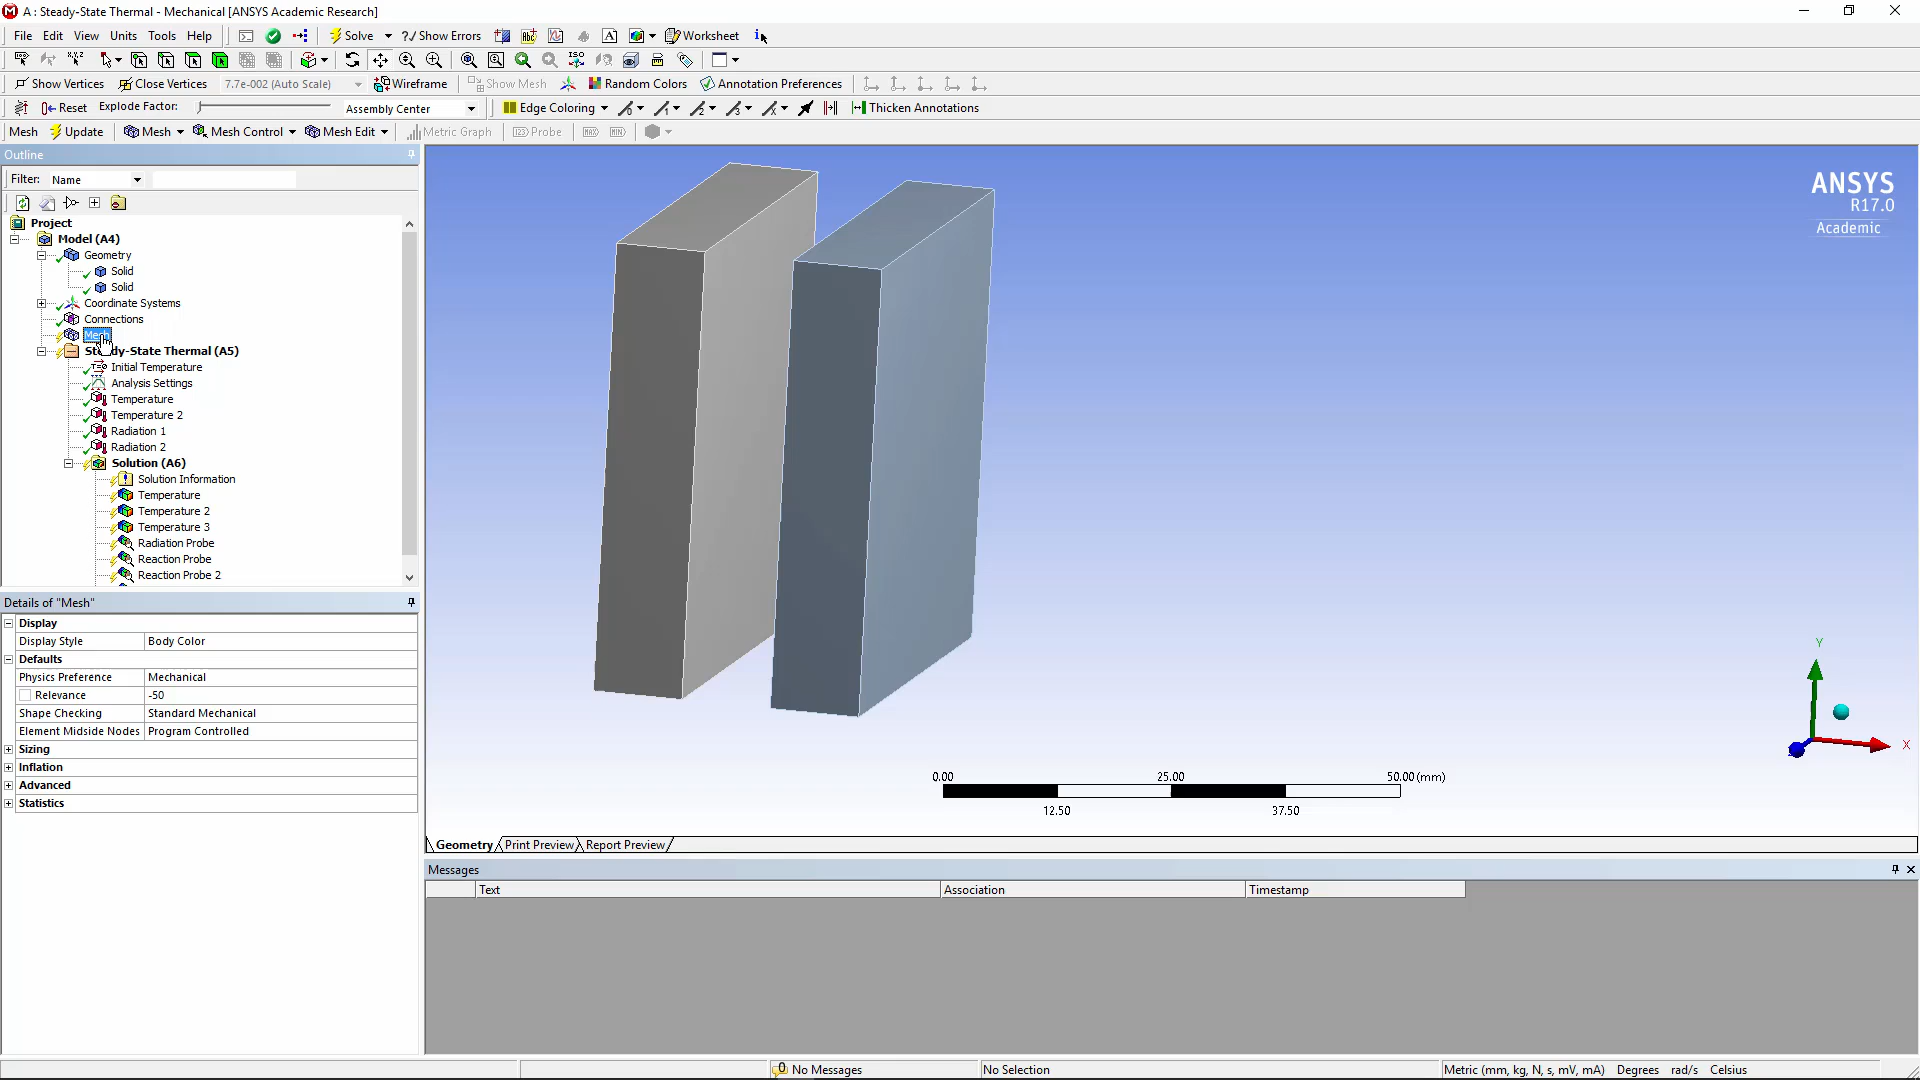 A : Steady-State Thermal - Mechanical [ANSYS Academic Research]
File Edit View Units Tools Help Solve ?/Show Errors Worksheet
Show Vertices Close Vertices 7.7e-002 (Auto Scale) Wireframe Show Mesh Random Colors Annotation Preferences
Reset Explode Factor: Assembly Center Edge Coloring Thicken Annotations
Mesh Update Mesh Mesh Control Mesh Edit Metric Graph Probe
Outline
Filter: Name
Project
Model (A4)
Geometry
Solid
Solid
Coordinate Systems
Connections
Mesh
Steady-State Thermal (A5)
Initial Temperature
Analysis Settings
Temperature
Temperature 2
Radiation 1
Radiation 2
Solution (A6)
Solution Information
Temperature
Temperature 2
Temperature 3
Radiation Probe
Reaction Probe
Reaction Probe 2
Details of "Mesh"
Display
Display Style Body Color
Defaults
Physics Preference Mechanical
Relevance -50
Shape Checking Standard Mechanical
Element Midside Nodes Program Controlled
Sizing
Inflation
Advanced
Statistics
ANSYS
R17.0
Academic
Y
X
0.00 25.00 50.00 (mm)
12.50 37.50
Geometry Print Preview Report Preview
Messages
Text Association Timestamp
0 No Messages No Selection Metric (mm, kg, N, s, mV, mA) Degrees rad/s Celsius